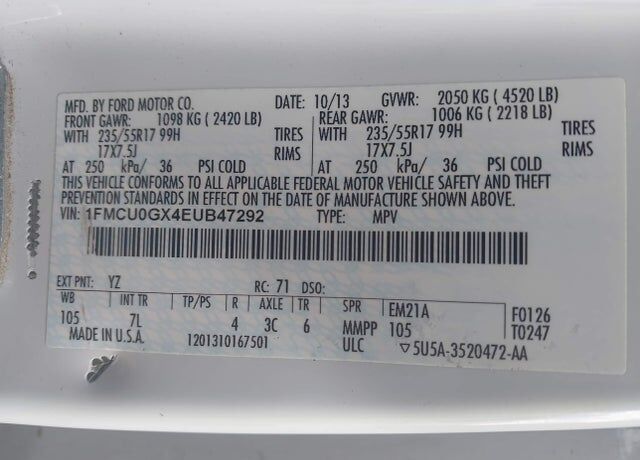 MFD. BY FORD MOTOR CO. DATE: 10/13 GVWR: 2050 KG ( 4520 LB)
FRONT GAWR: 1098 KG ( 2420 LB) REAR GAWR: 1006 KG ( 2218 LB)
WITH 235/55R17 99H TIRES WITH 235/55R17 99H TIRES
17X7.5J RIMS 17X7.5J RIMS
AT 250 kPa/ 36 PSI COLD AT 250 kPa/ 36 PSI COLD
THIS VEHICLE CONFORMS TO ALL APPLICABLE FEDERAL MOTOR VEHICLE SAFETY AND THEFT
PREVENTION STANDARDS IN EFFECT ON THE DATE OF MANUFACTURE SHOWN ABOVE.
VIN: 1FMCU0GX4EUB47292 TYPE: MPV
EXT PNT: YZ RC: 71 DSO:
WB INT TR TP/PS R AXLE TR SPR EM21A F0126
105 7L 4 3C 6 MMPP 105 T0247
MADE IN U.S.A. 1201310167501 ULC ▽5U5A-3520472-AA